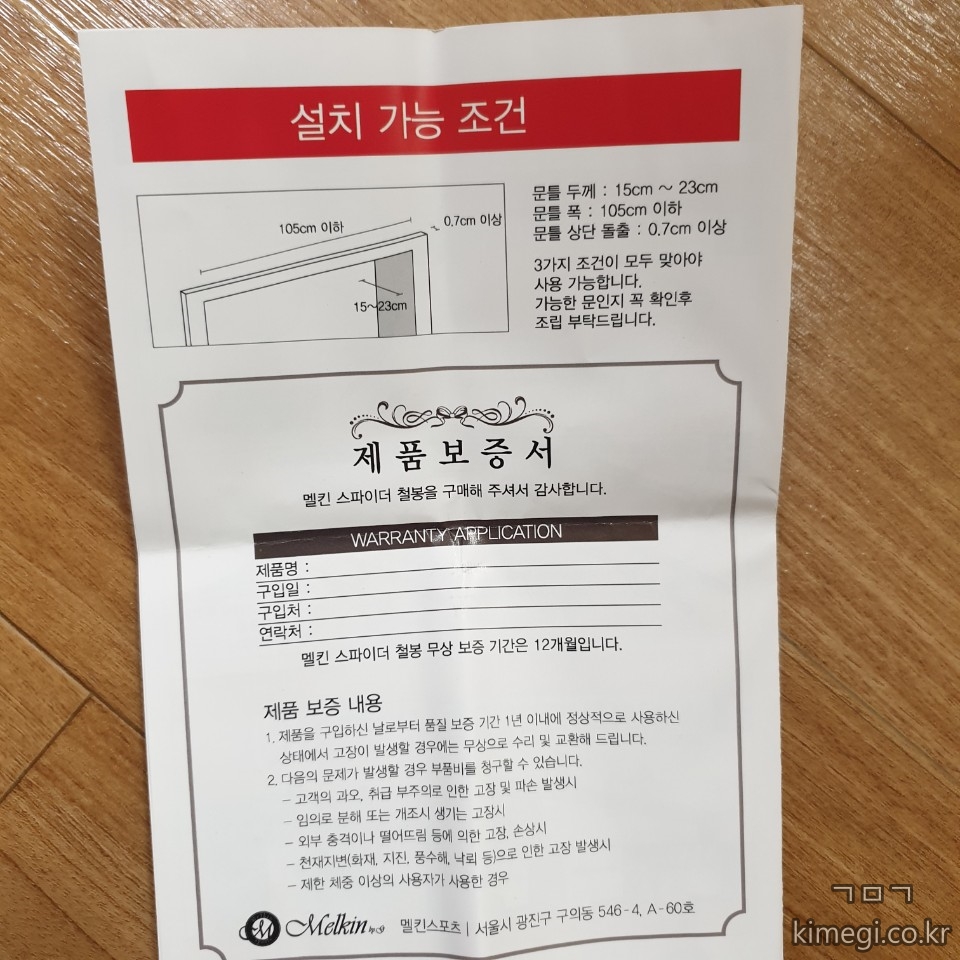 설치 가능 조건
105cm 이하
0.7cm 이상
15~23cm
문틀 두께 : 15cm ~ 23cm
문틀 폭 : 105cm 이하
문틀 상단 돌출 : 0.7cm 이상
3가지 조건이 모두 맞아야
사용 가능합니다.
가능한 문인지 꼭 확인후
조립 부탁드립니다.
제품보증서
멜킨 스파이더 철봉을 구매해 주셔서 감사합니다.
WARRANTY APPLICATION
제품명 :
구입일 :
구입처 :
연락처 :
멜킨 스파이더 철봉 무상 보증 기간은 12개월입니다.
제품 보증 내용
1. 제품을 구입하신 날로부터 품질 보증 기간 1년 이내에 정상적으로 사용하신
상태에서 고장이 발생할 경우에는 무상으로 수리 및 교환해 드립니다.
2. 다음의 문제가 발생할 경우 부품비를 청구할 수 있습니다.
- 고객의 과오, 취급 부주의로 인한 고장 및 파손 발생시
- 임의로 분해 또는 개조시 생기는 고장시
- 외부 충격이나 떨어뜨림 등에 의한 고장, 손상시
- 천재지변(화재, 지진, 풍수해, 낙뢰 등)으로 인한 고장 발생시
- 제한 체중 이상의 사용자가 사용한 경우
M Melkin 멜킨스포츠 | 서울시 광진구 구의동 546-4, A-60호
ㄱㅁㄱ
kimegi.co.kr